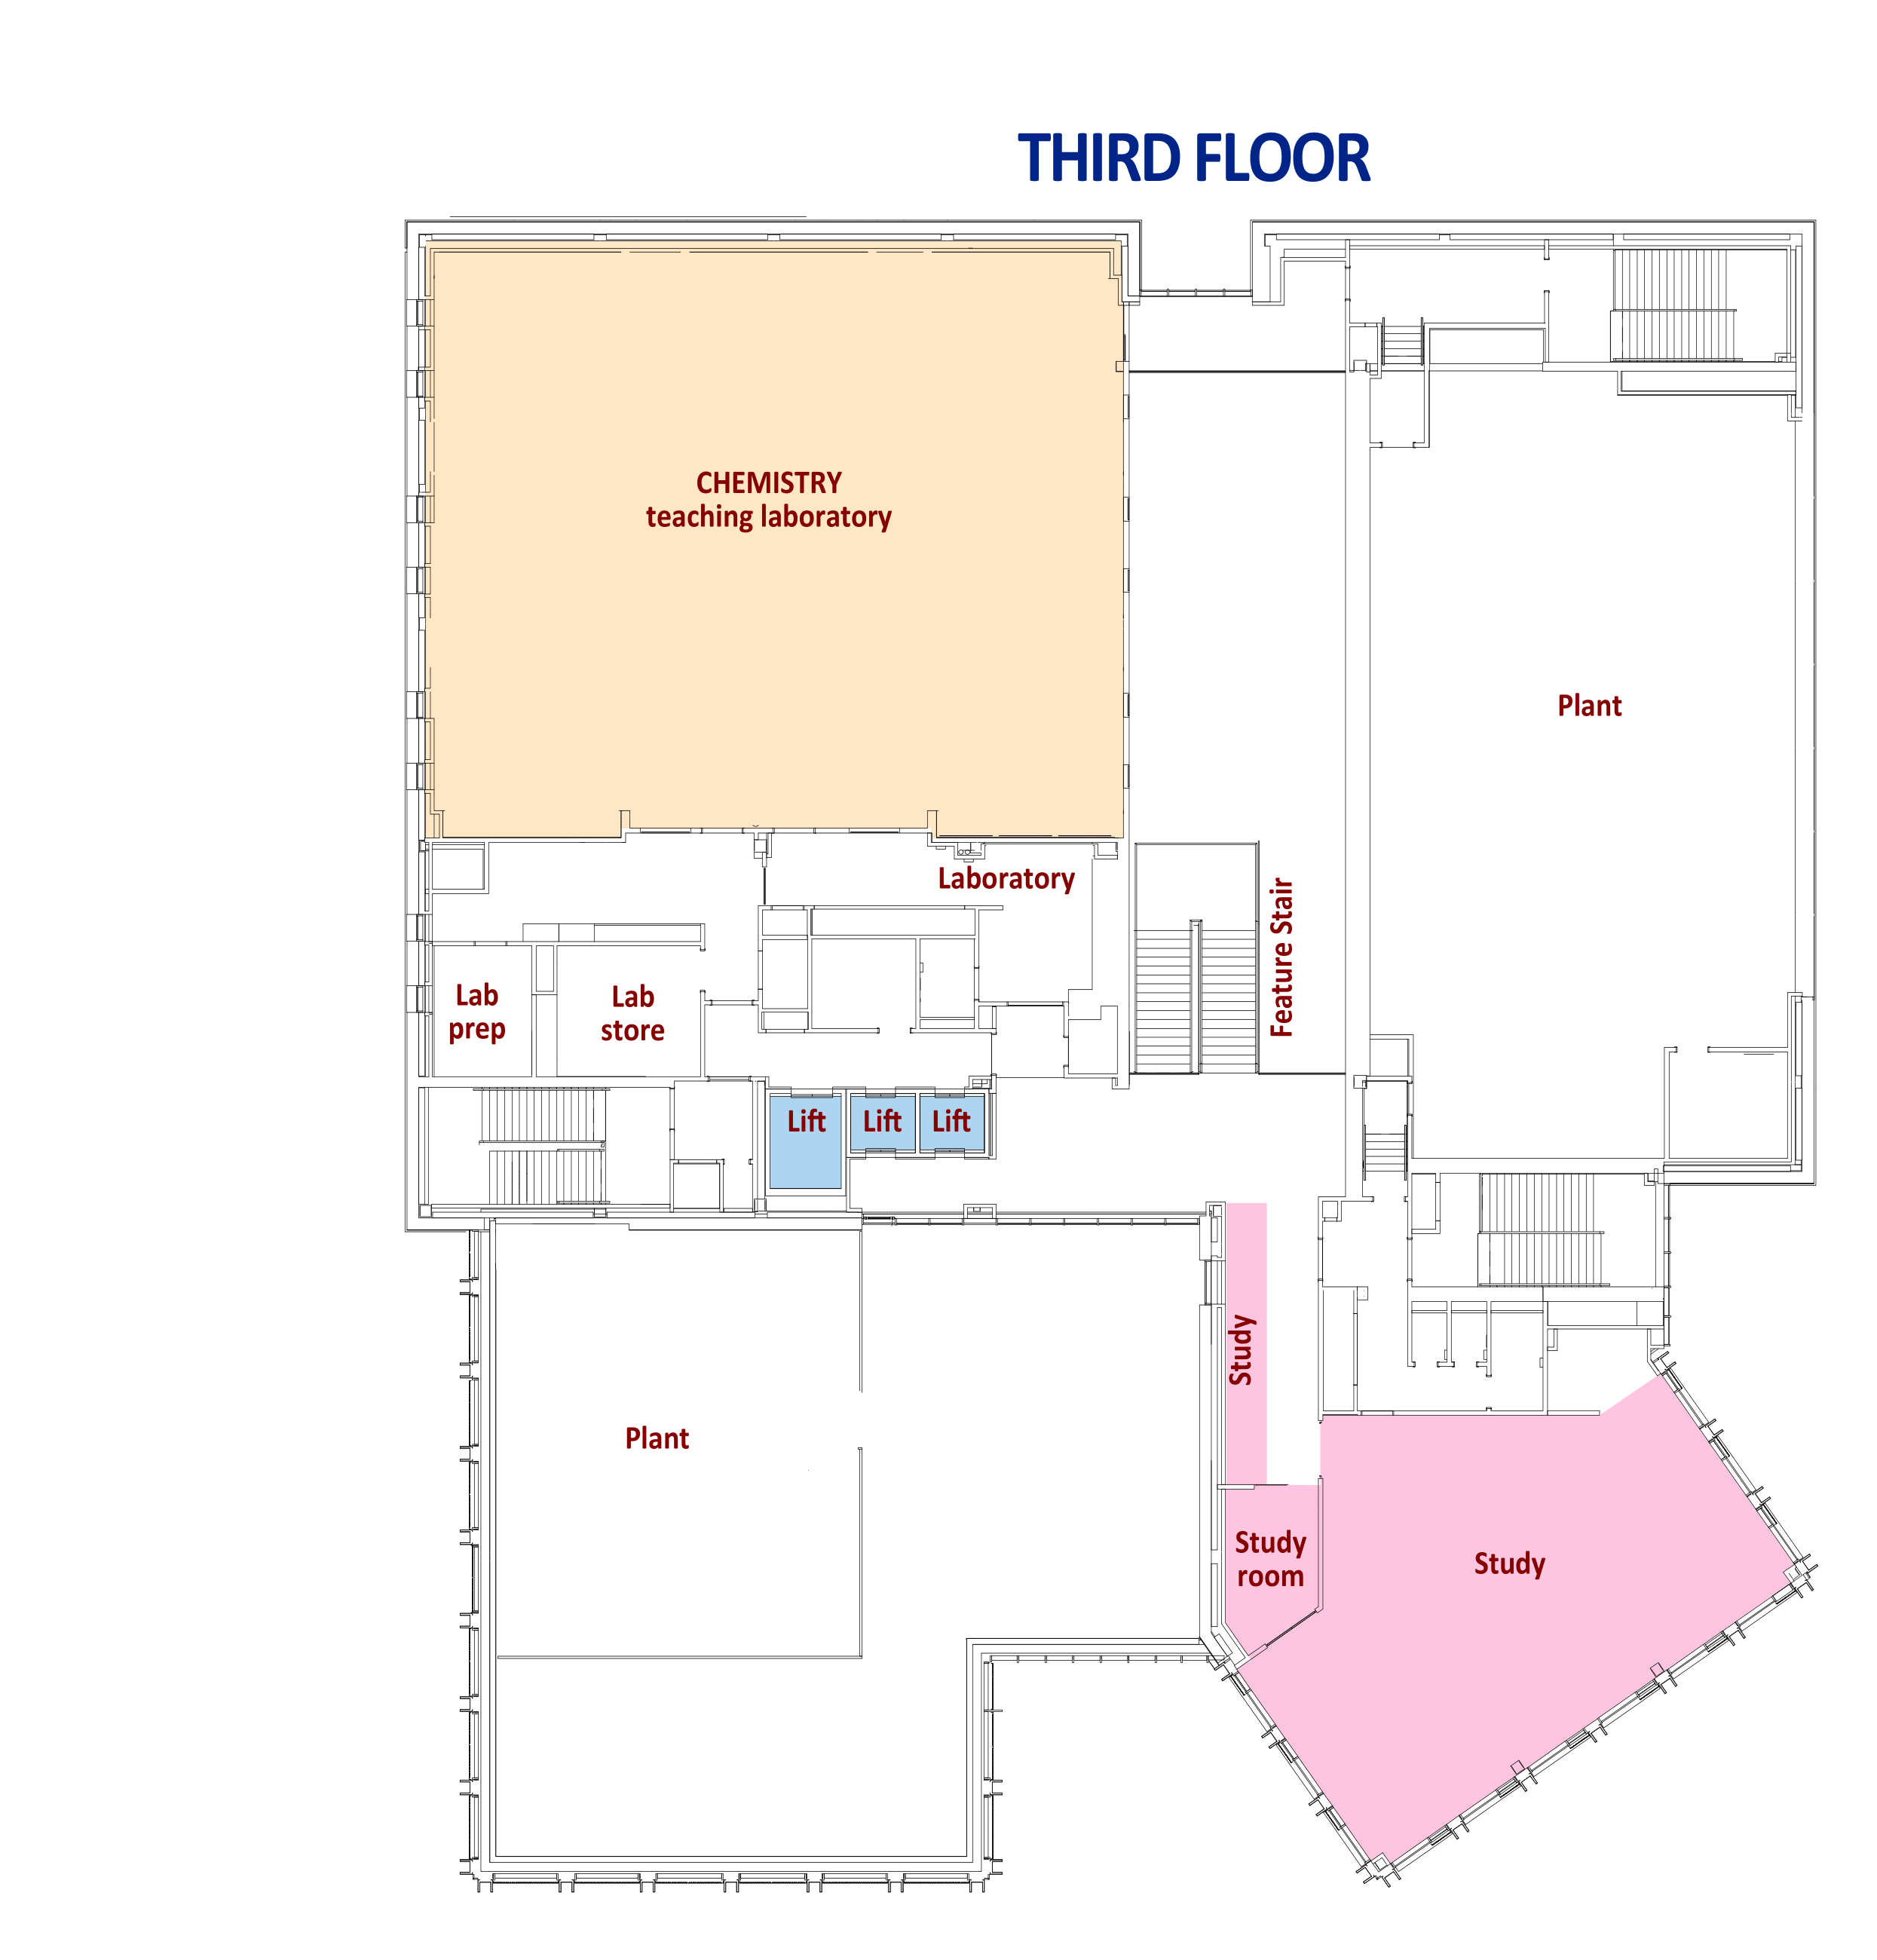 THIRD FLOOR
CHEMISTRY
teaching laboratory
Plant
Laboratory
Feature Stair
Lab
prep
Lab
store
Lift
Lift
Lift
Study
Plant
Study
room
Study